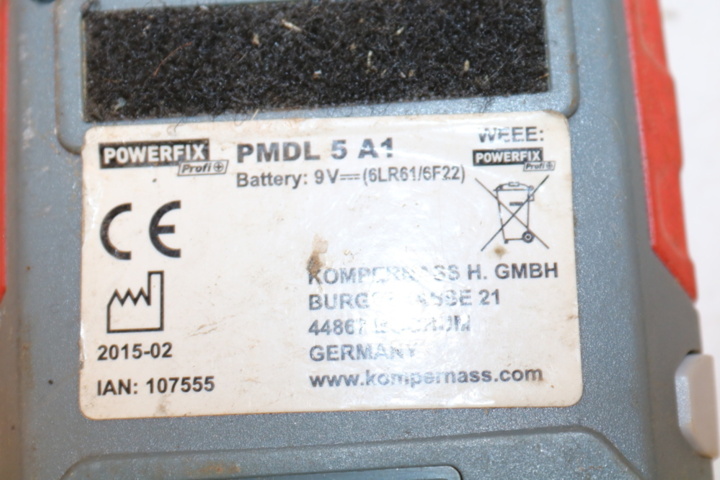 POWERFIX Profi+ PMDL 5 A1
Battery: 9V (6LR61/6F22)
WEEE:
POWERFIX
Profi+
CE
2015-02
IAN: 107555
KOMPERNASS H. GMBH
21
GERMANY
www.kompernass.com